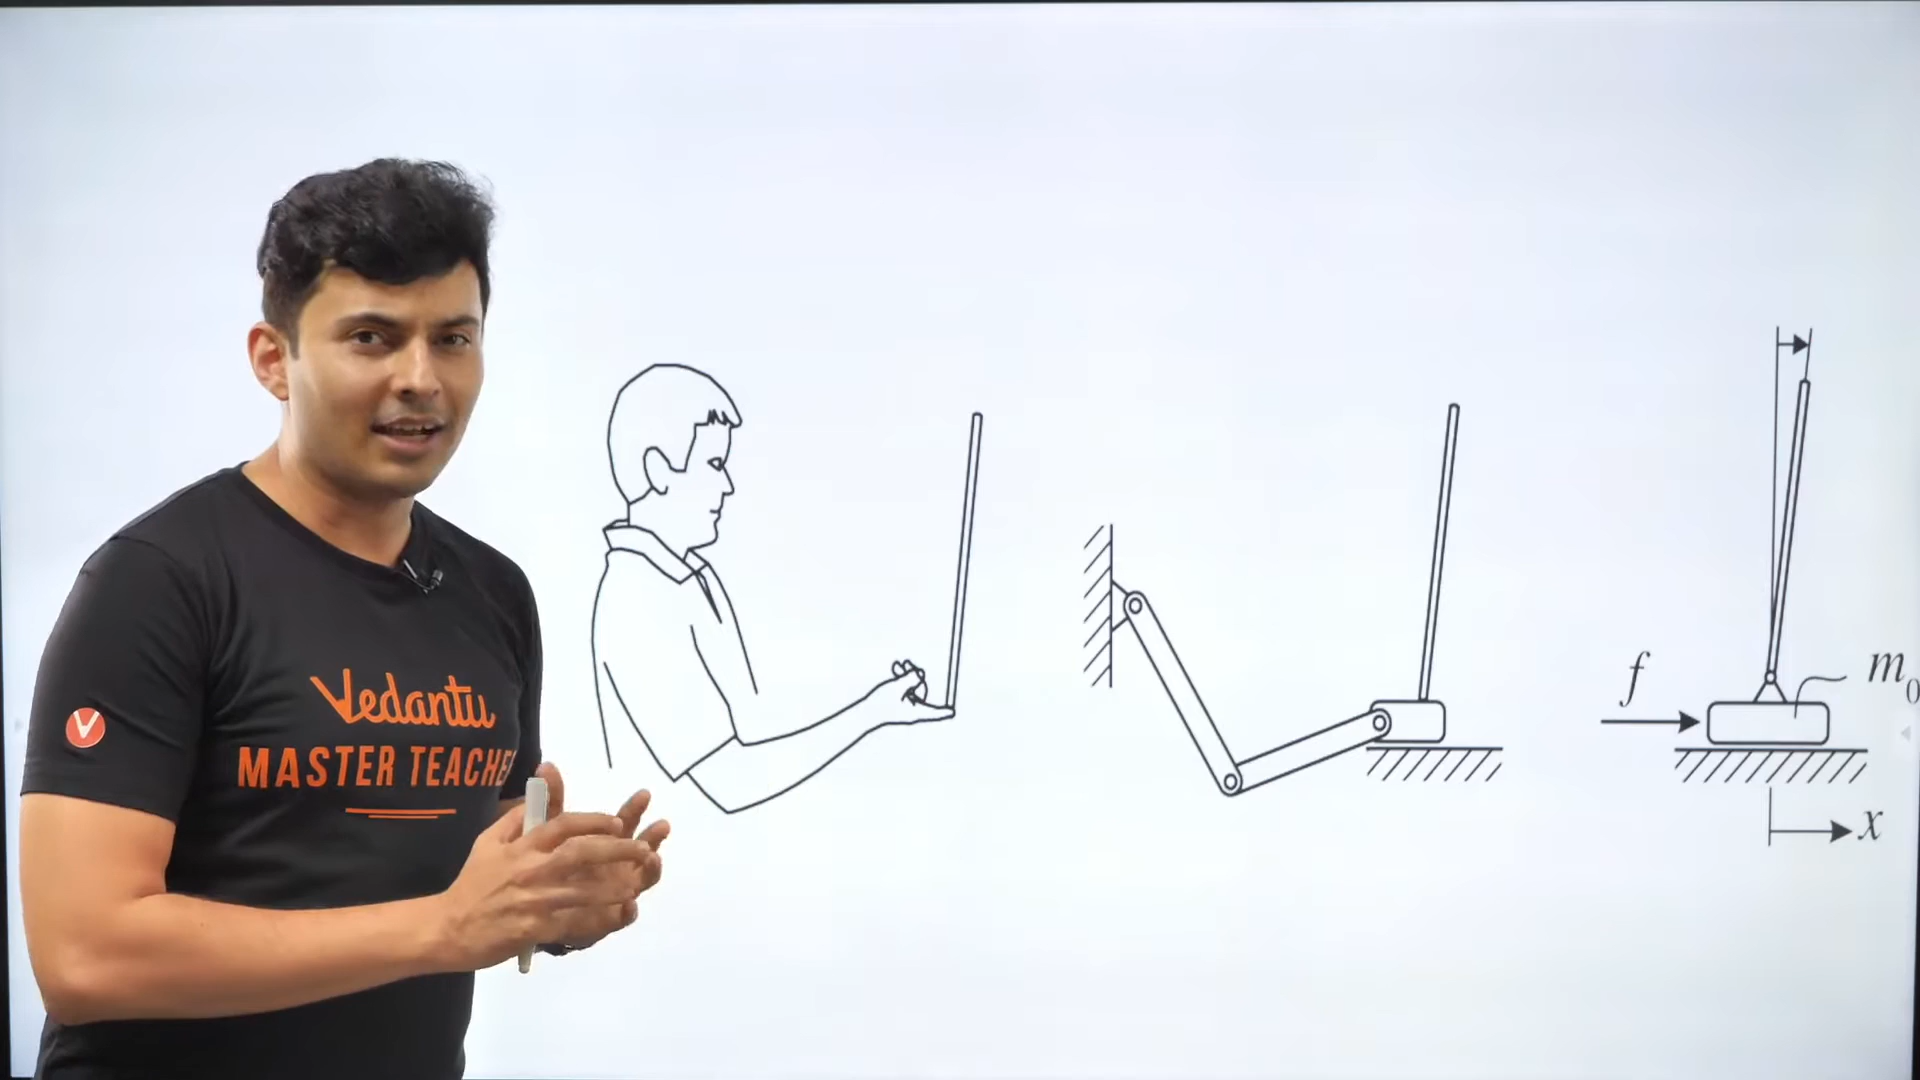 Vedantu
MASTER TEACHE
V
f
m₀
x